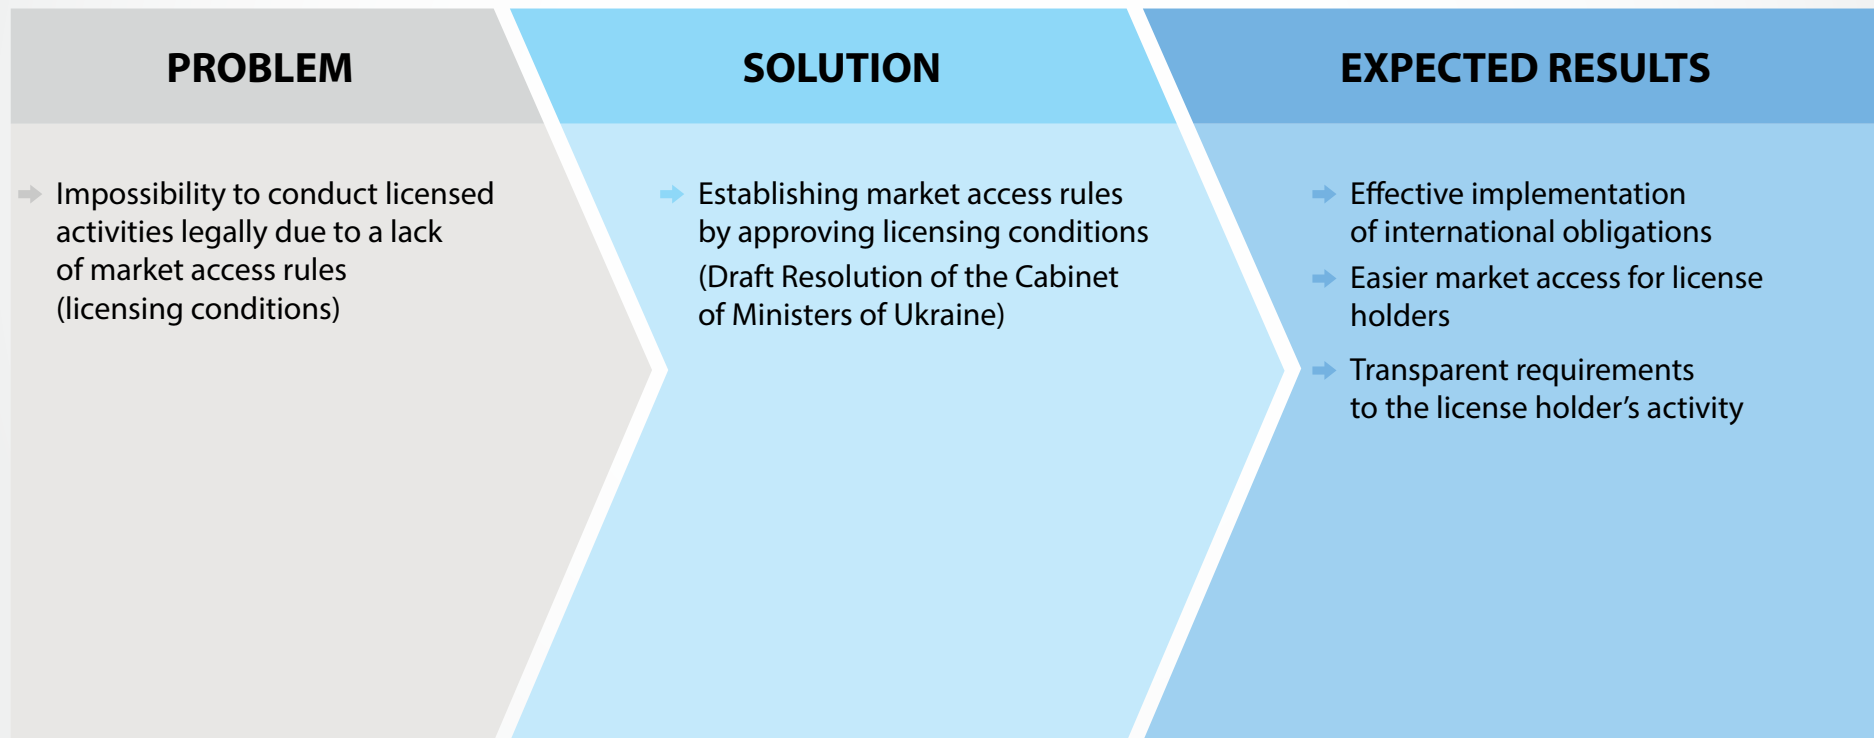 PROBLEM
Impossibility to conduct licensed
activities legally due to a lack
of market access rules
(licensing conditions)
SOLUTION
Establishing market access rules
by approving licensing conditions
(Draft Resolution of the Cabinet
of Ministers of Ukraine)
EXPECTED RESULTS
Effective implementation
of international obligations
Easier market access for license
holders
Transparent requirements
to the license holder’s activity